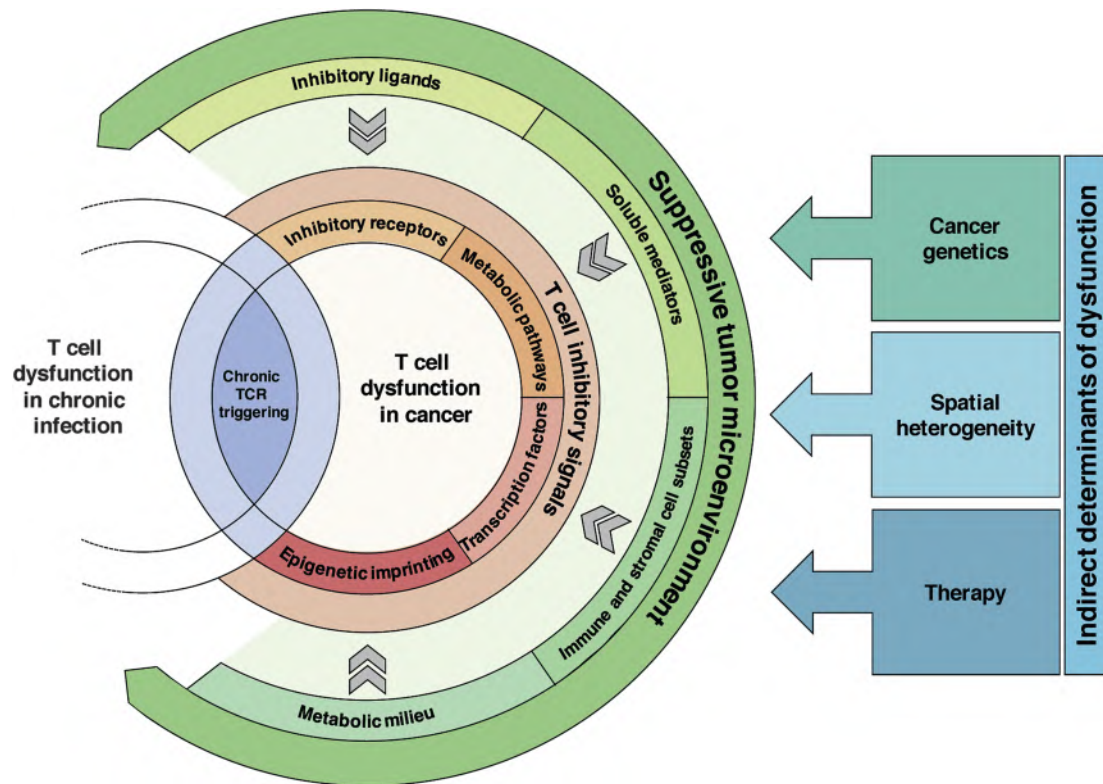 Inhibitory ligands
Soluble mediators
Suppressive tumor microenvironment
Immune and stromal cell subsets
Metabolic milieu
Inhibitory receptors
Metabolic pathways
T cell inhibitory signals
Transcription factors
Epigenetic imprinting
T cell
dysfunction
in chronic
infection
Chronic
TCR
triggering
T cell
dysfunction
in cancer
Cancer
genetics
Spatial
heterogeneity
Therapy
Indirect determinants of dysfunction